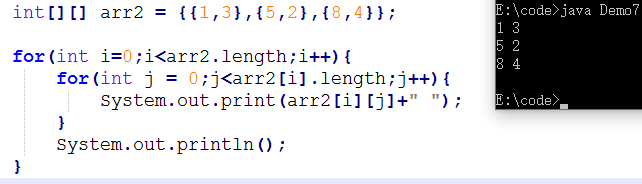 int[][] arr2 = {{1,3},{5,2},{8,4}};
for(int i=0;i<arr2.length;i++){
for(int j = 0;j<arr2[i].length;j++){
System.out.print(arr2[i][j]+" ");
}
System.out.println();
}
E:\code>java Demo7
1 3
5 2
8 4
E:\code>